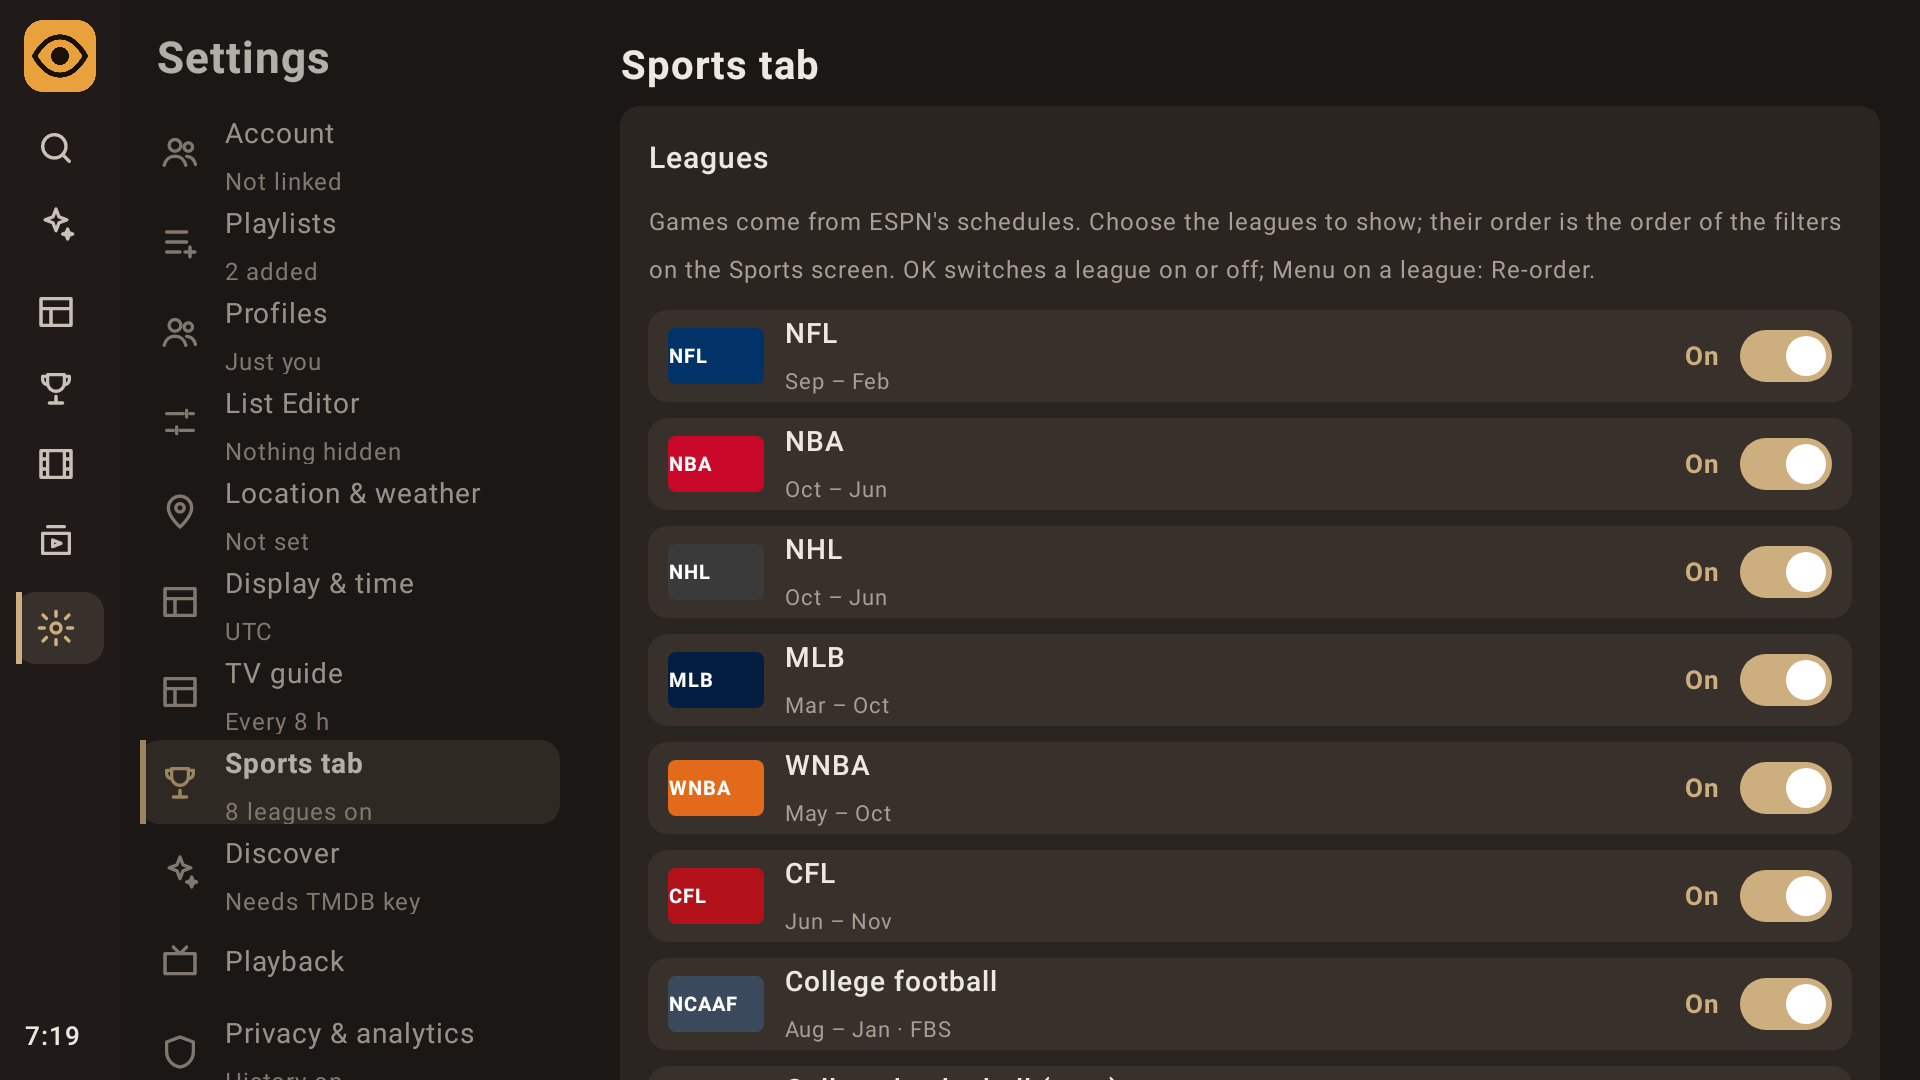 Settings
Account
Not linked
Playlists
2 added
Profiles
Just you
List Editor
Nothing hidden
Location & weather
Not set
Display & time
UTC
TV guide
Every 8 h
Sports tab
8 leagues on
Discover
Needs TMDB key
Playback
Privacy & analytics
7:19
Sports tab
Leagues
Games come from ESPN's schedules. Choose the leagues to show; their order is the order of the filters
on the Sports screen. OK switches a league on or off; Menu on a league: Re-order.
NFL
NFL
Sep – Feb
On
NBA
NBA
Oct – Jun
On
NHL
NHL
Oct – Jun
On
MLB
MLB
Mar – Oct
On
WNBA
WNBA
May – Oct
On
CFL
CFL
Jun – Nov
On
NCAAF
College football
Aug – Jan · FBS
On